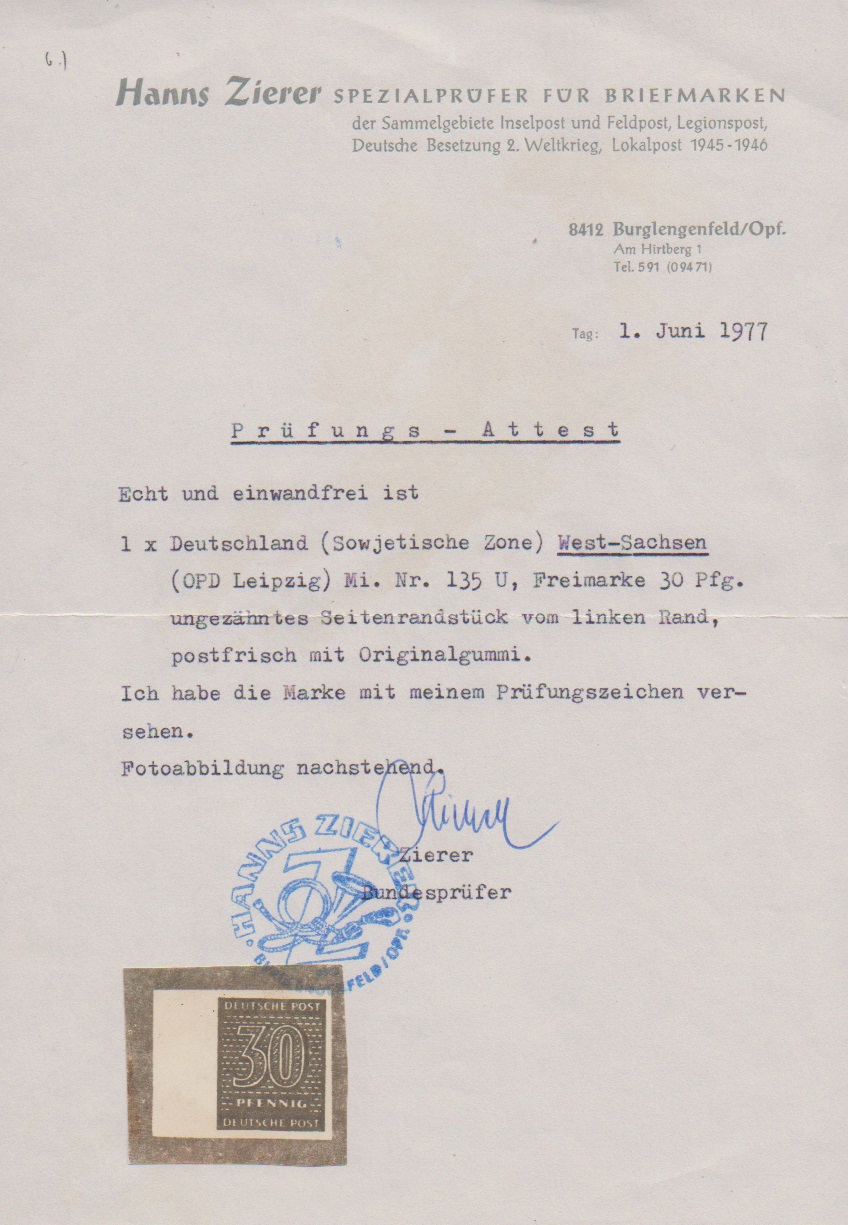 6.)
Hanns Zierer SPEZIALPRÜFER FÜR BRIEFMARKEN
der Sammelgebiete Inselpost und Feldpost, Legionspost,
Deutsche Besetzung 2. Weltkrieg, Lokalpost 1945-1946
8412 Burglengenfeld/Opf.
Am Hirtberg 1
Tel. 591 (09471)
Tag: 1. Juni 1977
Prüfungs - Attest
Echt und einwandfrei ist
1 x Deutschland (Sowjetische Zone) West-Sachsen
(OPD Leipzig) Mi. Nr. 135 U, Freimarke 30 Pfg.
ungezähntes Seitenrandstück vom linken Rand,
postfrisch mit Originalgummi.
Ich habe die Marke mit meinem Prüfungszeichen ver-
sehen.
Fotoabbildung nachstehend.
Zierer
Bundesprüfer
HANNS ZIERER
Z
BURGLENGENFELD/OPF.
DEUTSCHE POST
30
PFENNIG
DEUTSCHE POST